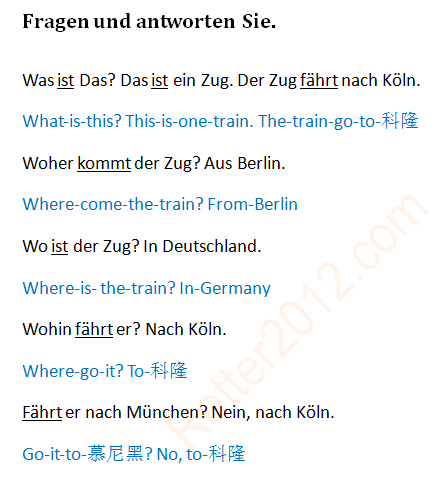 Fragen und antworten Sie.
Was ist Das? Das ist ein Zug. Der Zug fährt nach Köln.
What-is-this? This-is-one-train. The-train-go-to-科隆
Woher kommt der Zug? Aus Berlin.
Where-come-the-train? From-Berlin
Wo ist der Zug? In Deutschland.
Where-is- the-train? In-Germany
Wohin fährt er? Nach Köln.
Where-go-it? To-科隆
Fährt er nach München? Nein, nach Köln.
Go-it-to-慕尼黑? No, to-科隆
Retter2012.com